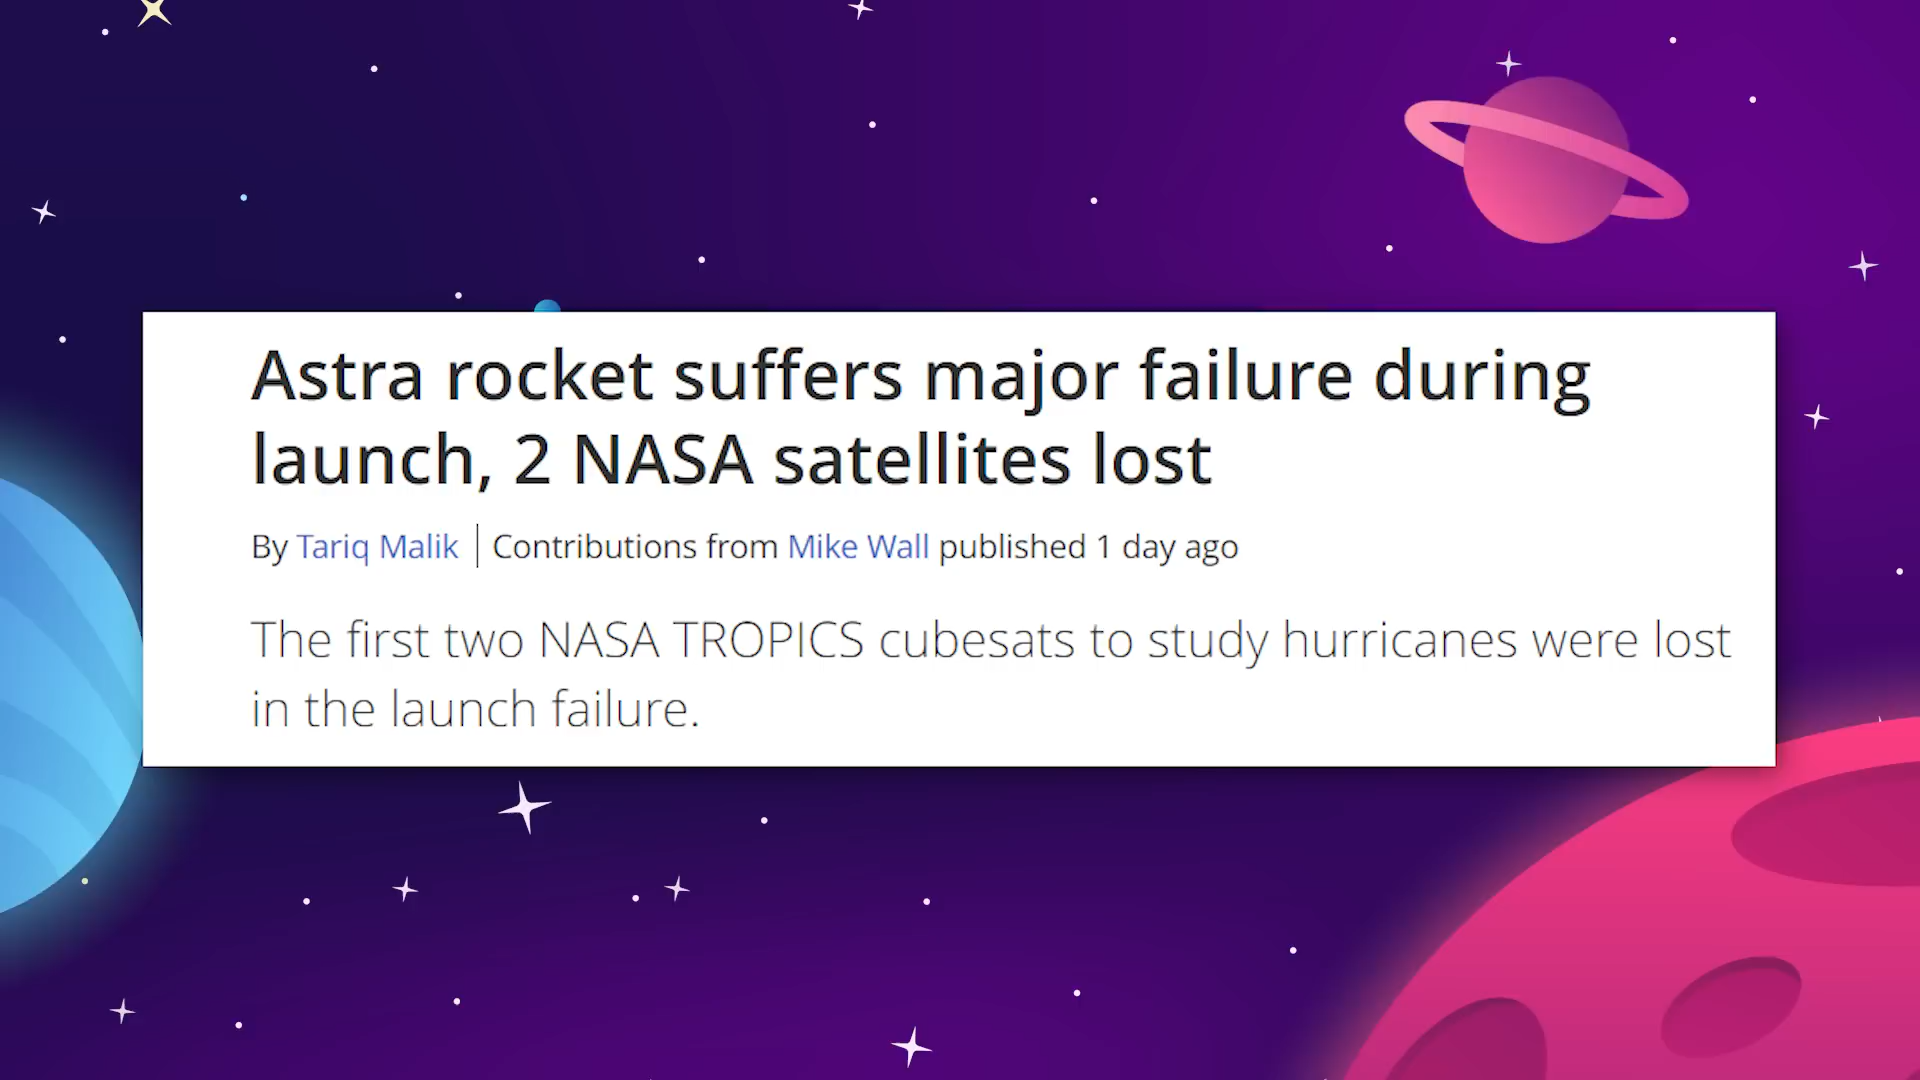 Astra rocket suffers major failure during
launch, 2 NASA satellites lost
By Tariq Malik | Contributions from Mike Wall published 1 day ago
The first two NASA TROPICS cubesats to study hurricanes were lost
in the launch failure.